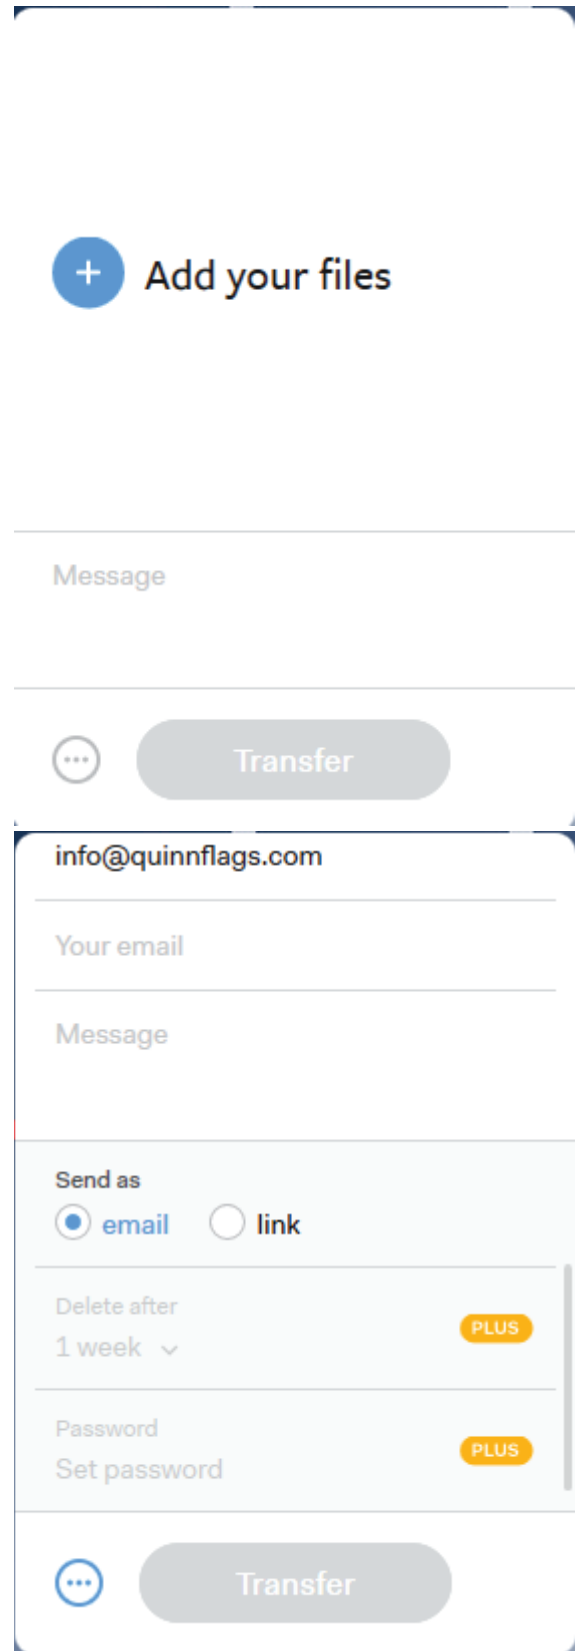 Add your files
Message
Transfer
info@quinnflags.com
Your email
Message
Send as
email link
Delete after
1 week
PLUS
Password
Set password
PLUS
Transfer